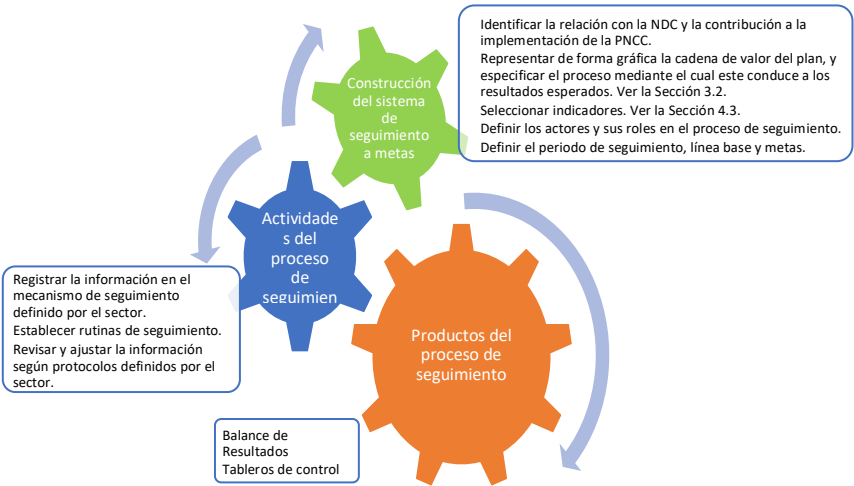 Identificar la relación con la NDC y la contribución a la
implementación de la PNCC.
Representar de forma gráfica la cadena de valor del plan, y
especificar el proceso mediante el cual este conduce a los
resultados esperados. Ver la Sección 3.2.
Seleccionar indicadores. Ver la Sección 4.3.
Definir los actores y sus roles en el proceso de seguimiento.
Definir el periodo de seguimiento, línea base y metas.
Construcción
del sistema
de
seguimiento
a metas
Actividade
s del
proceso
de
seguimien
Registrar la información en el
mecanismo de seguimiento
definido por el sector.
Establecer rutinas de seguimiento.
Revisar y ajustar la información
según protocolos definidos por el
sector.
Productos del
proceso de
seguimiento
Balance de
Resultados
Tableros de control